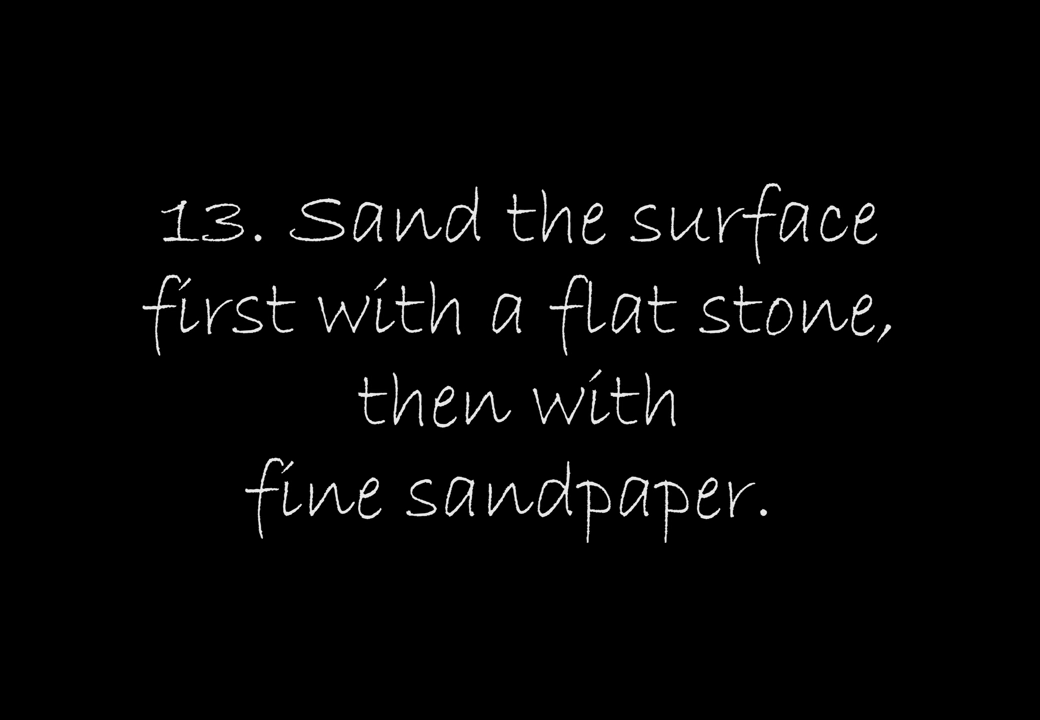 13. Sand the surface
first with a flat stone,
then with
fine sandpaper.